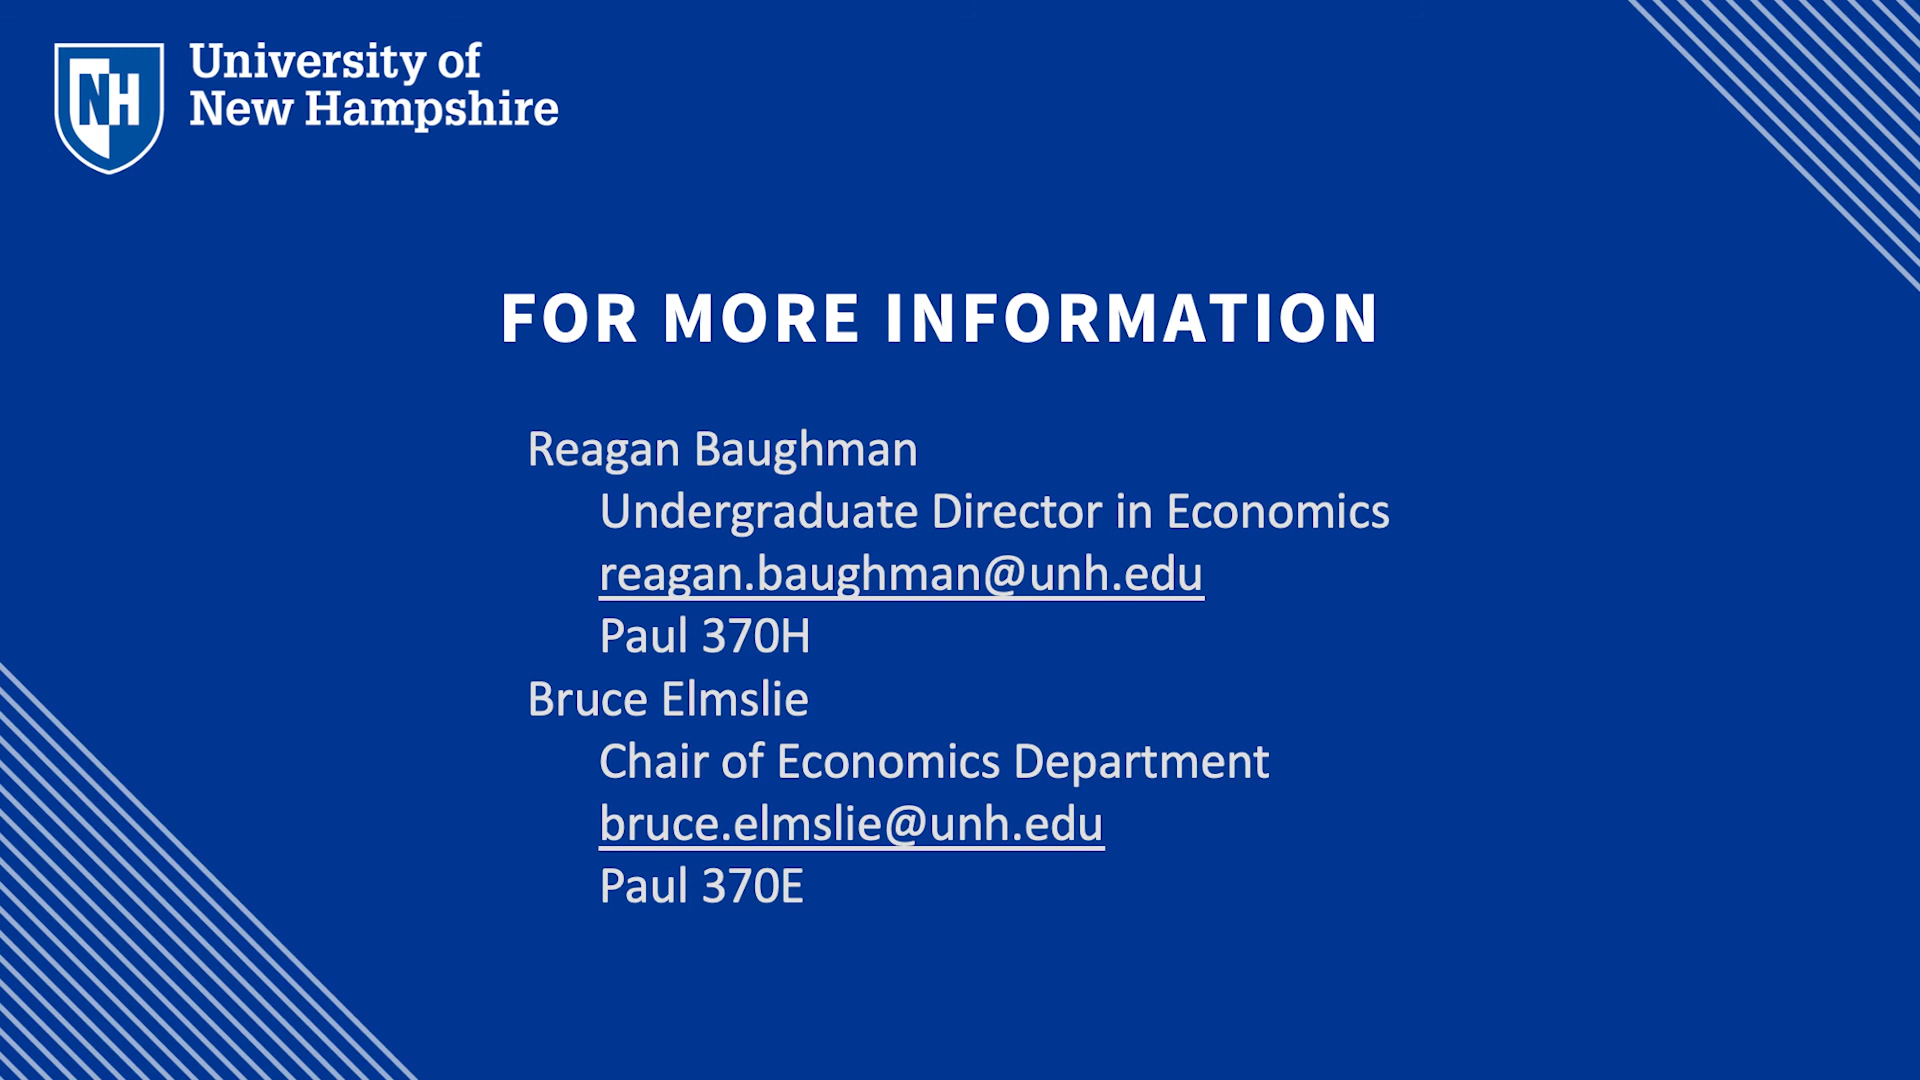 NH
University of
New Hampshire
FOR MORE INFORMATION
Reagan Baughman
Undergraduate Director in Economics
reagan.baughman@unh.edu
Paul 370H
Bruce Elmslie
Chair of Economics Department
bruce.elmslie@unh.edu
Paul 370E